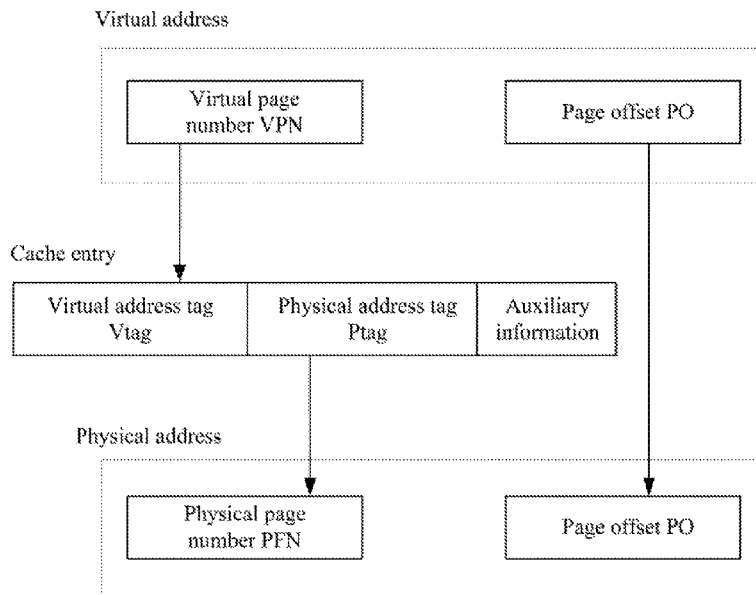 Virtual address
Virtual page
number VPN
Page offset PO
Cache entry
Virtual address tag
Vtag
Physical address tag
Ptag
Auxiliary
information
Physical address
Physical page
number PFN
Page offset PO